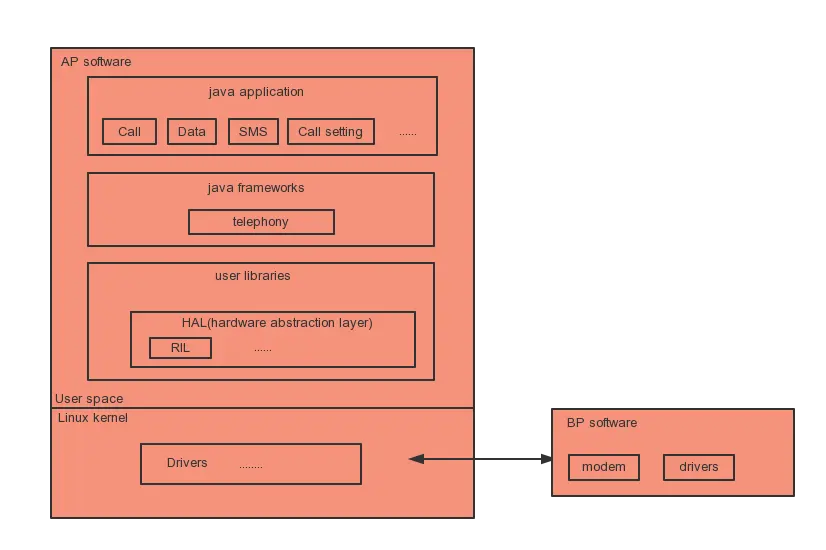 AP software
java application
Call Data SMS Call setting ......
java frameworks
telephony
user libraries
HAL(hardware abstraction layer)
RIL ......
User space
Linux kernel
Drivers ........
BP software
modem drivers